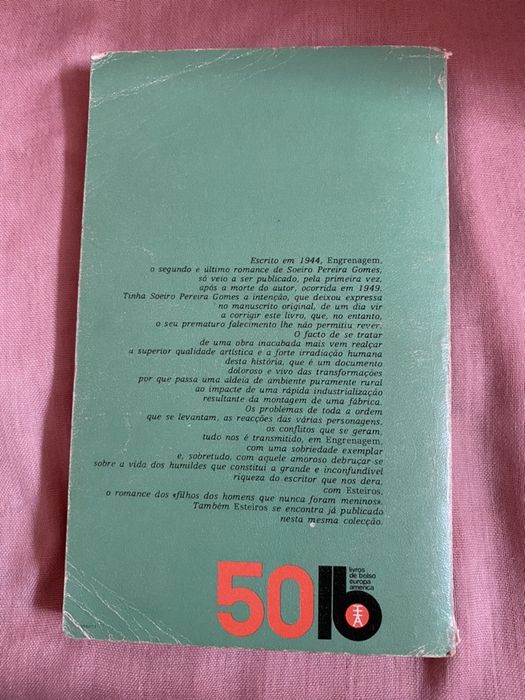 Escrito em 1944, Engrenagem,
o segundo e último romance de Soeiro Pereira Gomes,
só veio a ser publicado, pela primeira vez,
após a morte do autor, ocorrida em 1949.
Tinha Soeiro Pereira Gomes a intenção, que deixou expressa
no manuscrito original, de um dia vir
a corrigir este livro, que, no entanto,
o seu prematuro falecimento lhe não permitiu rever.
O facto de se tratar
de uma obra inacabada mais vem realçar
a superior qualidade artística e a forte irradiação humana
desta história, que é um documento
doloroso e vivo das transformações
por que passa uma aldeia de ambiente puramente rural
ao impacte de uma rápida industrialização
resultante da montagem de uma fábrica.
Os problemas de toda a ordem
que se levantam, as reacções das várias personagens,
os conflitos que se geram,
tudo nos é transmitido, em Engrenagem,
com uma sobriedade exemplar
e, sobretudo, com aquele amoroso debruçar-se
sobre a vida dos humildes que constitui a grande e inconfundível
riqueza do escritor que nos dera,
com Esteiros,
o romance dos «filhos dos homens que nunca foram meninos».
Também Esteiros se encontra já publicado
nesta mesma colecção.
50 lb
livros
de bolso
europa
américa